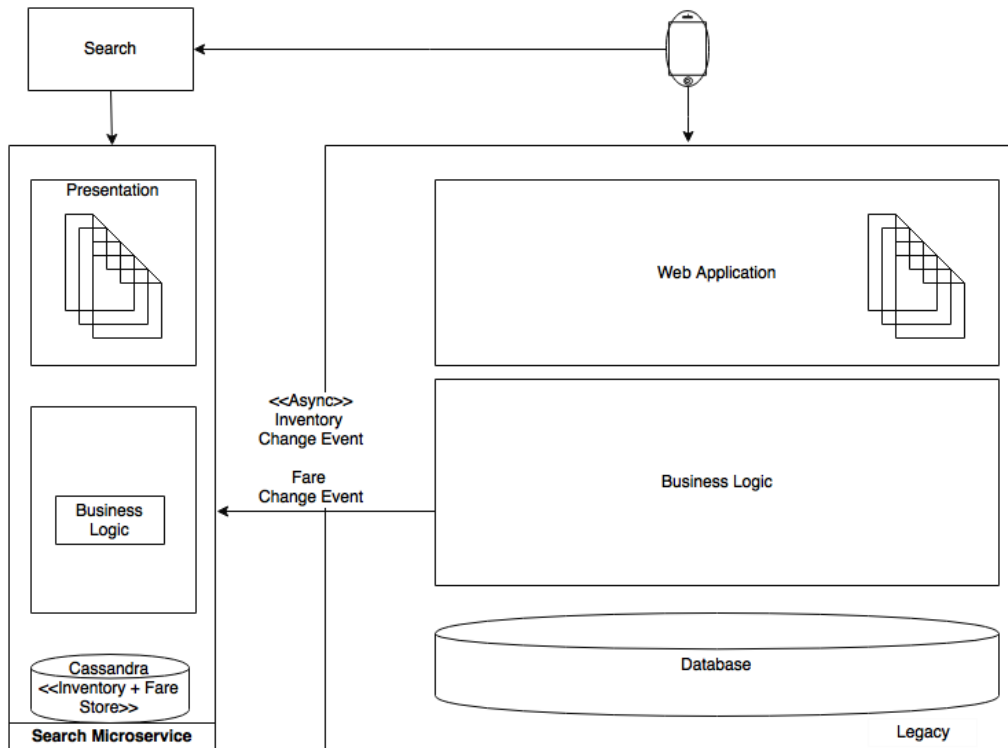 Search
Presentation
Web Application
<<Async>>
Inventory
Change Event
Fare
Change Event
Business Logic
Business
Logic
Cassandra
<<Inventory + Fare
Store>>
Database
Search Microservice
Legacy